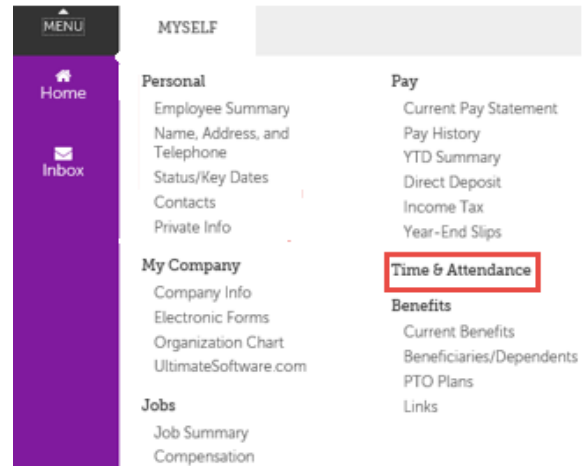 MENU
MYSELF
Home
Inbox
Personal
Employee Summary
Name, Address, and
Telephone
Status/Key Dates
Contacts
Private Info
My Company
Company Info
Electronic Forms
Organization Chart
UltimateSoftware.com
Jobs
Job Summary
Compensation
Pay
Current Pay Statement
Pay History
YTD Summary
Direct Deposit
Income Tax
Year-End Slips
Time & Attendance
Benefits
Current Benefits
Beneficiaries/Dependents
PTO Plans
Links